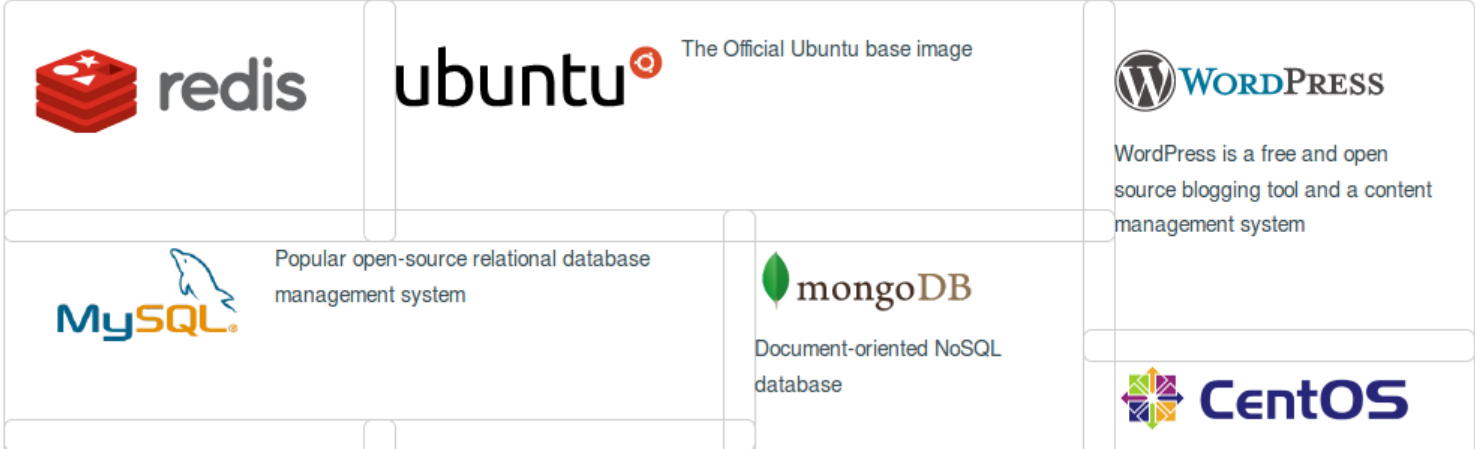 redis
ubuntu
The Official Ubuntu base image
WORDPRESS
WordPress is a free and open
source blogging tool and a content
management system
MySQL®
Popular open-source relational database
management system
mongoDB
Document-oriented NoSQL
database
CentOS